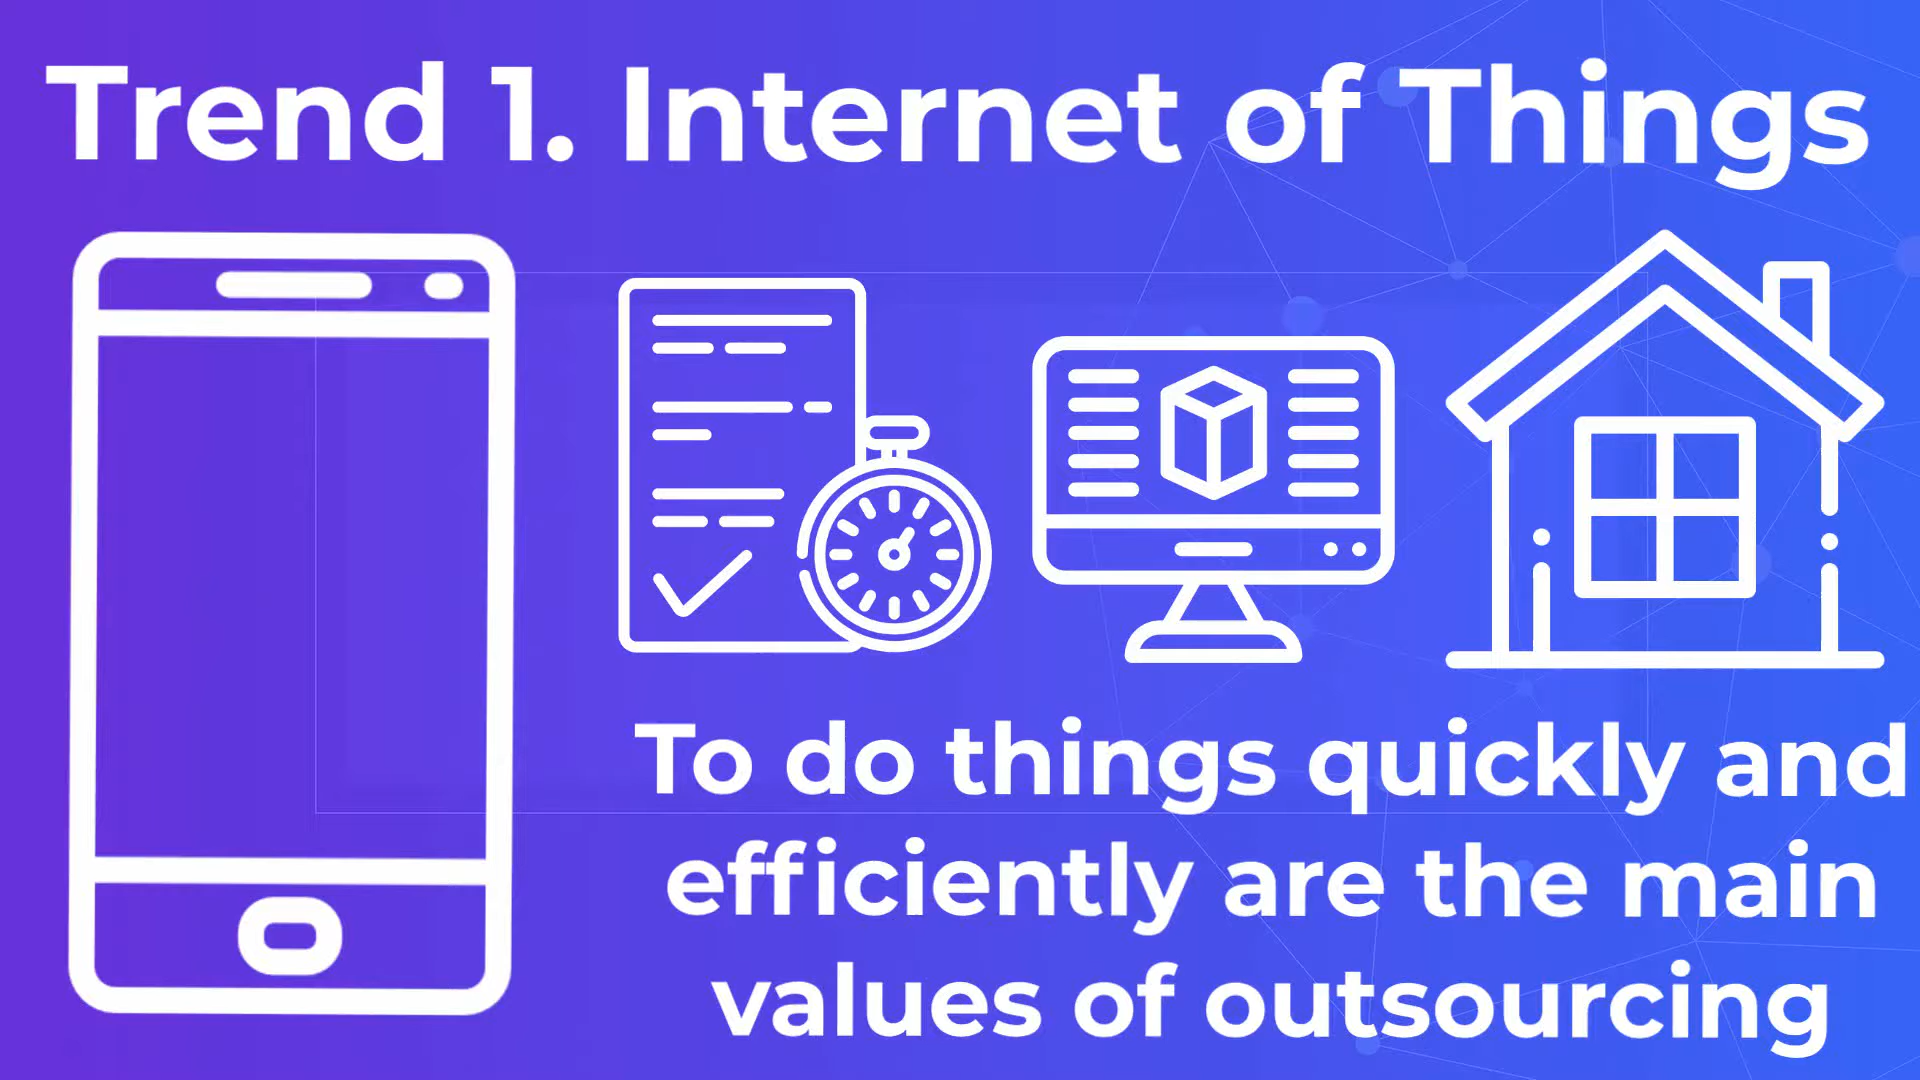 Trend 1. Internet of Things
To do things quickly and
efficiently are the main
values of outsourcing